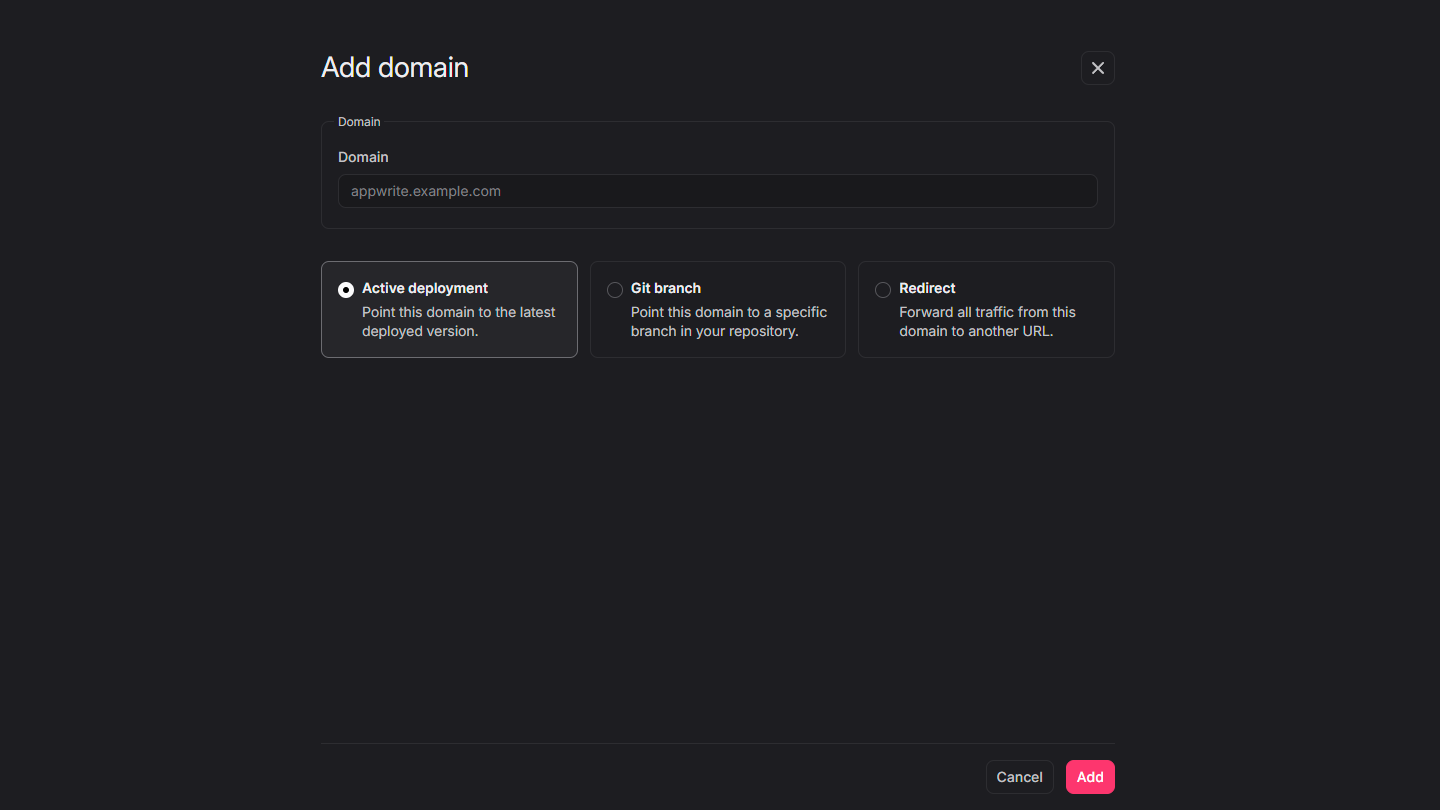 Add domain
Domain
Domain
appwrite.example.com
Active deployment
Point this domain to the latest
deployed version.
Git branch
Point this domain to a specific
branch in your repository.
Redirect
Forward all traffic from this
domain to another URL.
Cancel
Add